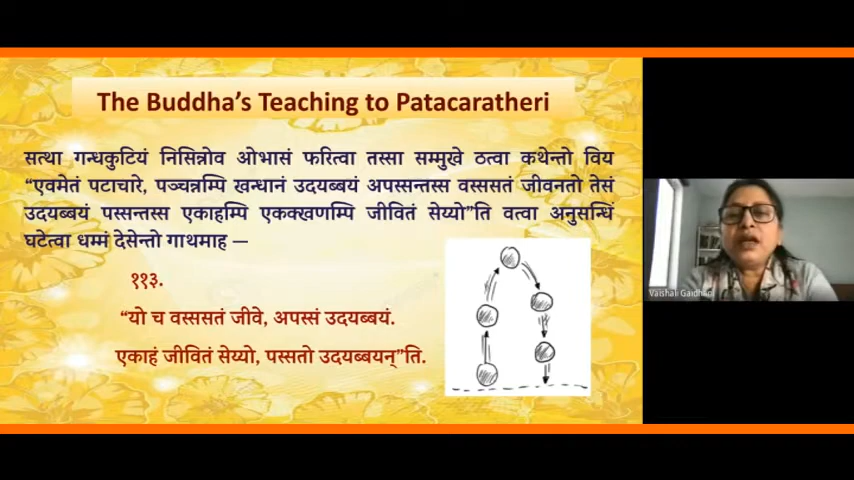 The Buddha's Teaching to Patacaratheri
सत्था गन्धकुटियं निसिन्नोव ओभासं फरित्वा तस्सा सम्मुखे ठत्वा कथेन्तो विय
“एवमेतं पटाचारे, पञ्चन्नम्पि खन्धानं उदयब्बयं अपस्सन्तस्स वस्ससतं जीवनतो तेसं
उदयब्बयं पस्सन्तस्स एकाहम्पि एकक्खणम्पि जीवितं सेय्यो”ति वत्वा अनुसन्धिं
घटेत्वा धम्मं देसेन्तो गाथमाह –
११३.
“यो च वस्ससतं जीवे, अपस्सं उदयब्बयं.
एकाहं जीवितं सेय्यो, पस्सतो उदयब्बयन्”ति.
Vaishali Gaidhani